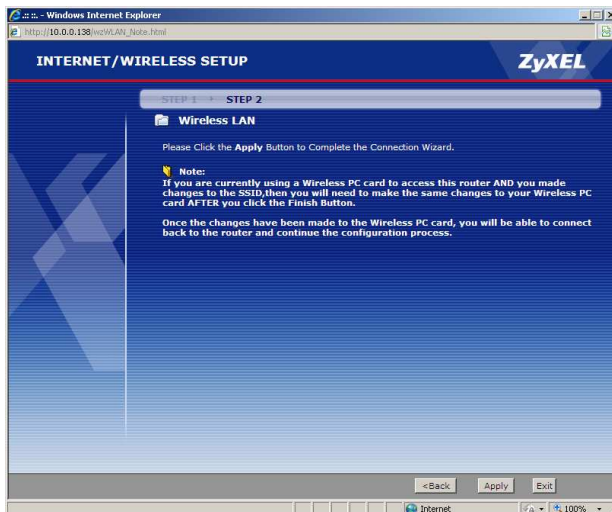 .:: ::. - Windows Internet Explorer
http://10.0.0.138/wzWLAN_Note.html
INTERNET/WIRELESS SETUP
ZyXEL
STEP 1 STEP 2
Wireless LAN
Please Click the Apply Button to Complete the Connection Wizard.
Note:
If you are currently using a Wireless PC card to access this router AND you made
changes to the SSID,then you will need to make the same changes to your Wireless PC
card AFTER you click the Finish Button.
Once the changes have been made to the Wireless PC card, you will be able to connect
back to the router and continue the configuration process.
<Back Apply Exit
Internet 100%